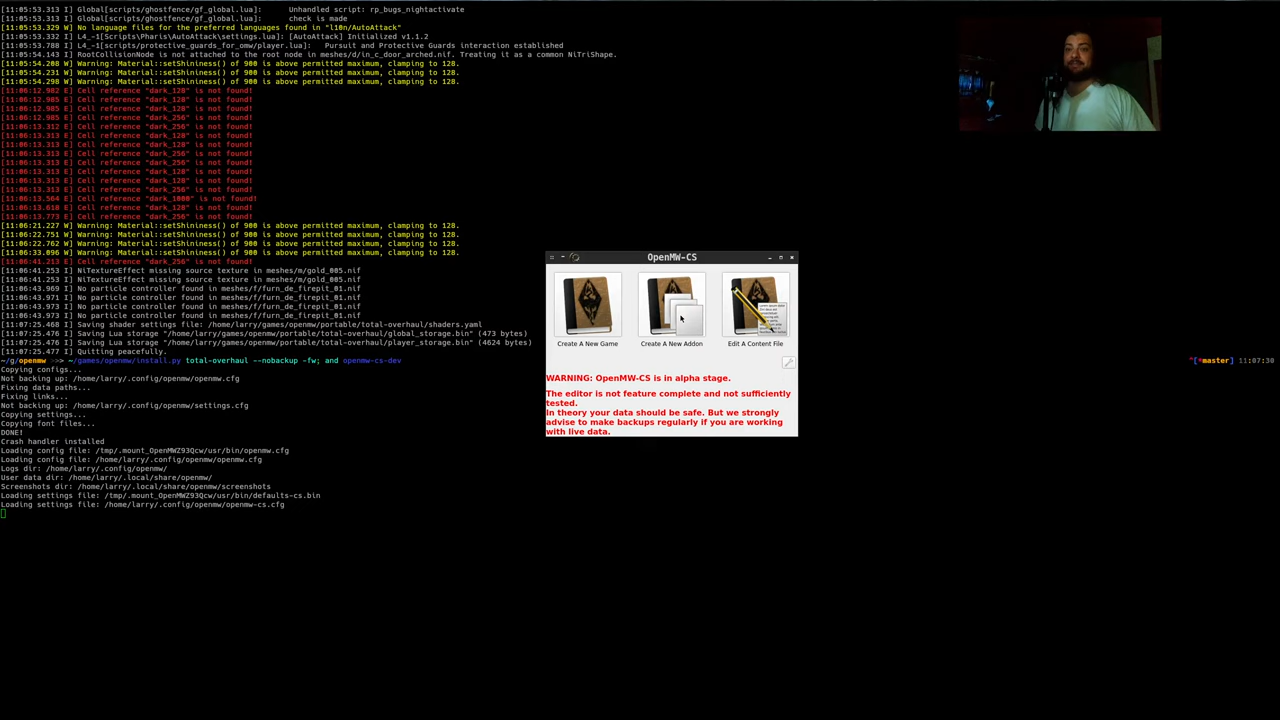 [11:05:53.313 I] Global[scripts/ghostfence/gf_global.lua]:	Unhandled script: rp_bugs_nightactivate
[11:05:53.313 I] Global[scripts/ghostfence/gf_global.lua]:	check is made
[11:05:53.329 W] No language files for the preferred languages found in "l10n/AutoAttack"
[11:05:53.332 I] L4_-1[Scripts/Pharis\AutoAttack\settings.lua]: [AutoAttack] Initialized v1.1.2
[11:05:53.788 I] L4_-1[Scripts/protective_guards_for_omw/player.lua]:	Pursuit and Protective Guards interaction established
[11:05:54.143 I] RootCollisionNode is not attached to the root node in meshes/d/in_c_door_arched.nif. Treating it as a common NiTriShape.
[11:05:54.208 W] Warning: Material::setShininess() of 900 is above permitted maximum, clamping to 128.
[11:05:54.231 W] Warning: Material::setShininess() of 900 is above permitted maximum, clamping to 128.
[11:05:54.298 W] Warning: Material::setShininess() of 900 is above permitted maximum, clamping to 128.
[11:06:12.982 E] Cell reference "dark_128" is not found!
[11:06:12.985 E] Cell reference "dark_128" is not found!
[11:06:12.985 E] Cell reference "dark_128" is not found!
[11:06:12.985 E] Cell reference "dark_256" is not found!
[11:06:13.312 E] Cell reference "dark_256" is not found!
[11:06:13.313 E] Cell reference "dark_128" is not found!
[11:06:13.313 E] Cell reference "dark_128" is not found!
[11:06:13.313 E] Cell reference "dark_256" is not found!
[11:06:13.313 E] Cell reference "dark_256" is not found!
[11:06:13.313 E] Cell reference "dark_128" is not found!
[11:06:13.313 E] Cell reference "dark_128" is not found!
[11:06:13.313 E] Cell reference "dark_256" is not found!
[11:06:13.564 E] Cell reference "dark_1000" is not found!
[11:06:13.618 E] Cell reference "dark_128" is not found!
[11:06:13.773 E] Cell reference "dark_256" is not found!
[11:06:21.227 W] Warning: Material::setShininess() of 900 is above permitted maximum, clamping to 128.
[11:06:22.751 W] Warning: Material::setShininess() of 900 is above permitted maximum, clamping to 128.
[11:06:22.762 W] Warning: Material::setShininess() of 900 is above permitted maximum, clamping to 128.
[11:06:33.096 W] Warning: Material::setShininess() of 900 is above permitted maximum, clamping to 128.
[11:06:41.213 E] Cell reference "dark_256" is not found!
[11:06:41.253 I] NiTextureEffect missing source texture in meshes/m/gold_005.nif
[11:06:41.253 I] NiTextureEffect missing source texture in meshes/m/gold_005.nif
[11:06:43.969 I] No particle controller found in meshes/f/furn_de_firepit_01.nif
[11:06:43.971 I] No particle controller found in meshes/f/furn_de_firepit_01.nif
[11:06:43.973 I] No particle controller found in meshes/f/furn_de_firepit_01.nif
[11:06:43.973 I] No particle controller found in meshes/f/furn_de_firepit_01.nif
[11:07:25.468 I] Saving shader settings file: /home/larry/games/openmw/portable/total-overhaul/shaders.yaml
[11:07:25.476 I] Saving Lua storage "/home/larry/games/openmw/portable/total-overhaul/global_storage.bin" (473 bytes)
[11:07:25.476 I] Saving Lua storage "/home/larry/games/openmw/portable/total-overhaul/player_storage.bin" (4624 bytes)
[11:07:25.477 I] Quitting peacefully.
~/g/openmw >>> ~/games/openmw/install.py total-overhaul --nobackup -fw; and openmw-cs-dev *[*master] 11:07:30
Copying configs...
Not backing up: /home/larry/.config/openmw/openmw.cfg
Fixing data paths...
Fixing links...
Not backing up: /home/larry/.config/openmw/settings.cfg
Copying settings...
Copying font files...
DONE!
Crash handler installed
Loading config file: /tmp/.mount_OpenMWZ93Qcw/usr/bin/openmw.cfg
Loading config file: /home/larry/.config/openmw/openmw.cfg
Logs dir: /home/larry/.config/openmw/
User data dir: /home/larry/.local/share/openmw/
Screenshots dir: /home/larry/.local/share/openmw/screenshots
Loading settings file: /tmp/.mount_OpenMWZ93Qcw/usr/bin/defaults-cs.bin
Loading settings file: /home/larry/.config/openmw/openmw-cs.cfg
OpenMW-CS
Create A New Game
Create A New Addon
Edit A Content File
WARNING: OpenMW-CS is in alpha stage.
The editor is not feature complete and not sufficiently
tested.
In theory your data should be safe. But we strongly
advise to make backups regularly if you are working
with live data.